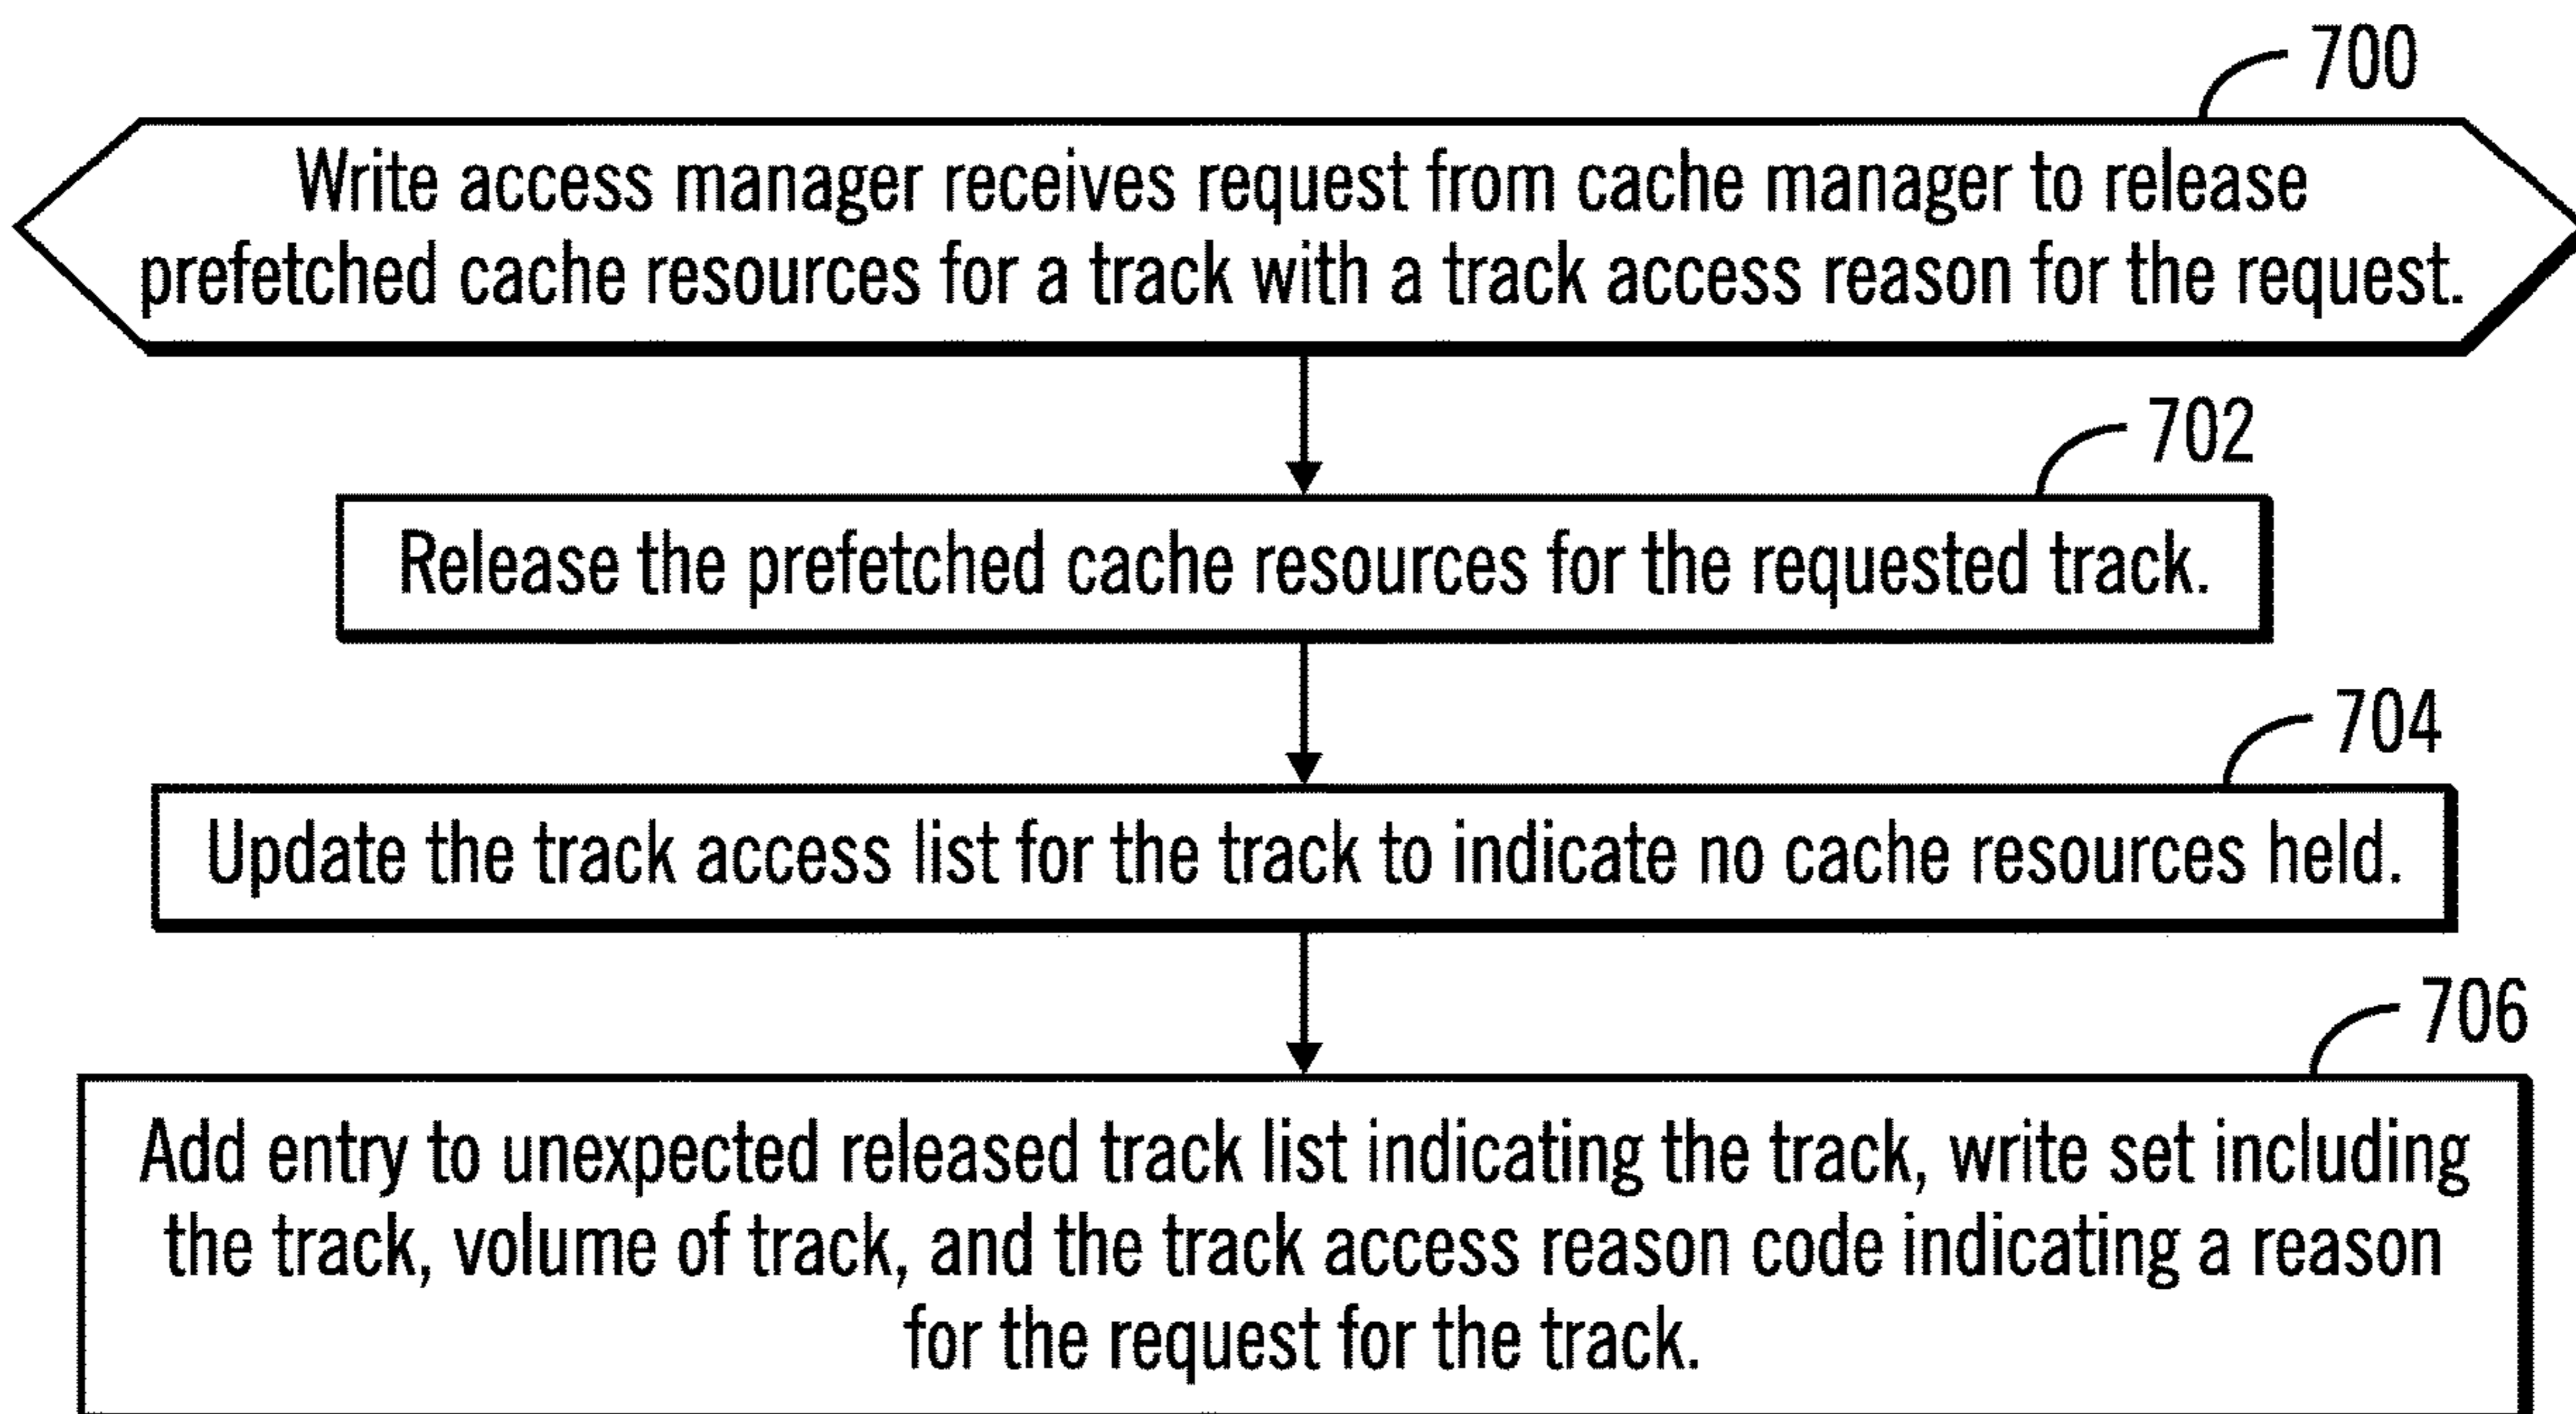 700
Write access manager receives request from cache manager to release
prefetched cache resources for a track with a track access reason for the request.
702
Release the prefetched cache resources for the requested track.
704
Update the track access list for the track to indicate no cache resources held.
706
Add entry to unexpected released track list indicating the track, write set including
the track, volume of track, and the track access reason code indicating a reason
for the request for the track.